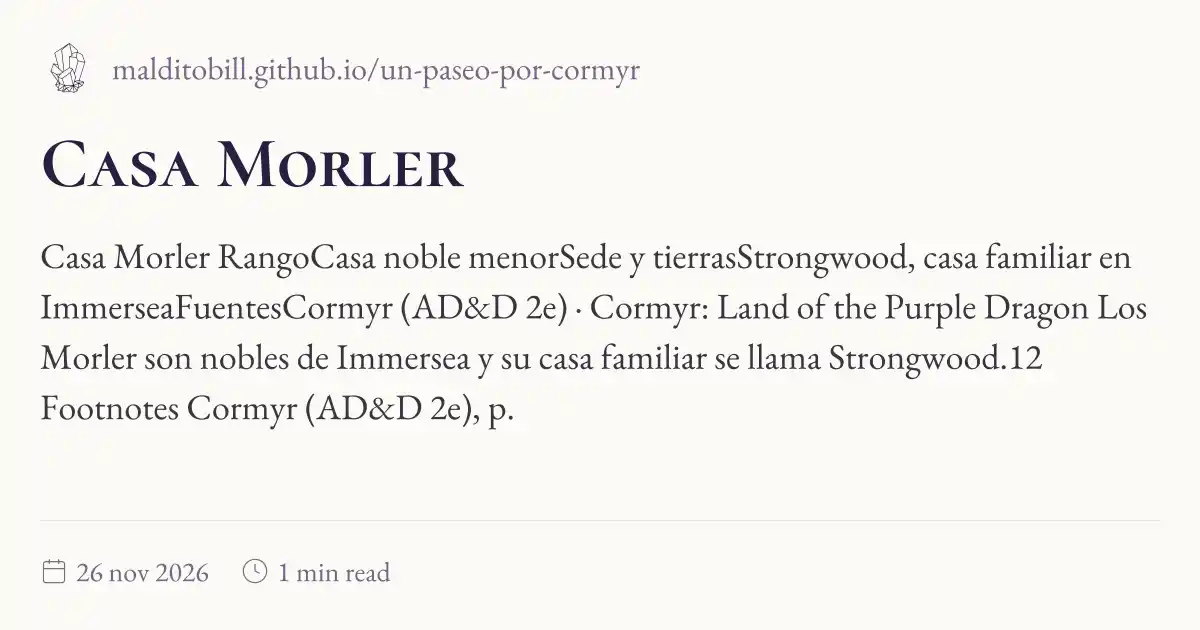 malditobill.github.io/un-paseo-por-cormyr
Casa Morler
Casa Morler RangoCasa noble menorSede y tierrasStrongwood, casa familiar en
ImmerseaFuentesCormyr (AD&D 2e) · Cormyr: Land of the Purple Dragon Los
Morler son nobles de Immersea y su casa familiar se llama Strongwood.12
Footnotes Cormyr (AD&D 2e), p.
26 nov 2026 1 min read